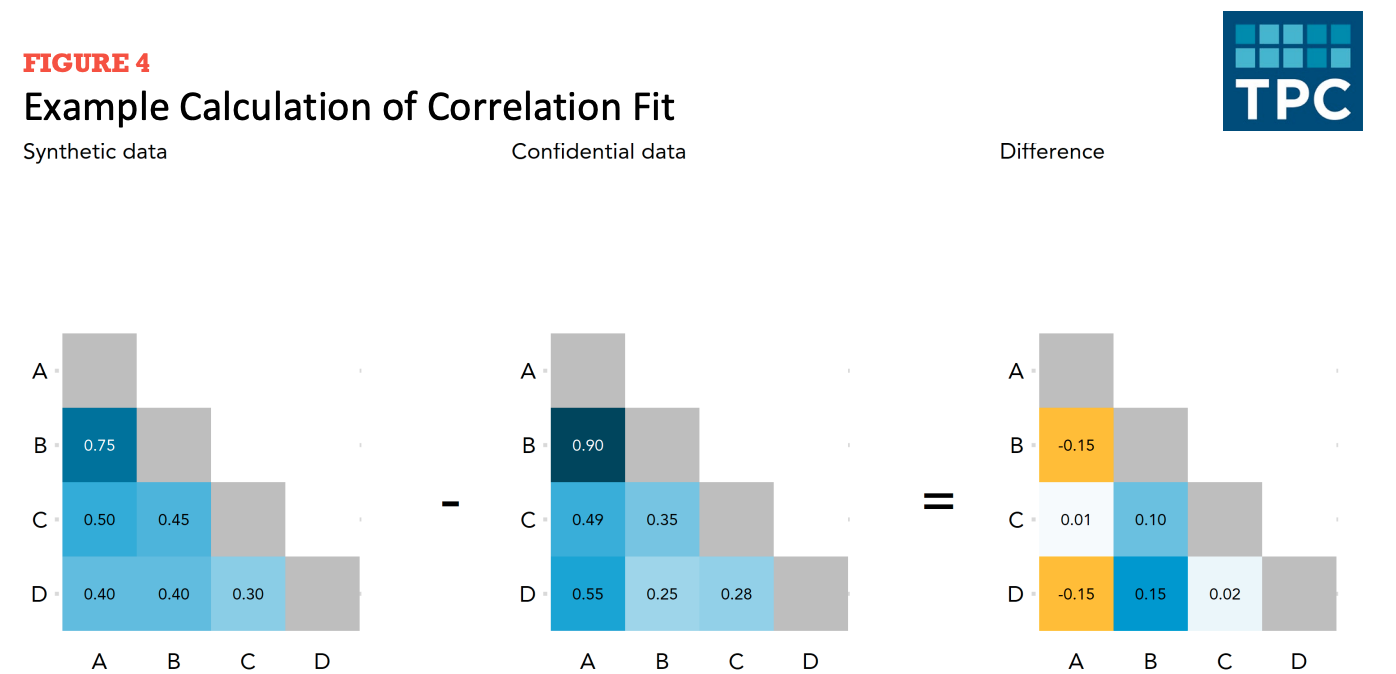 FIGURE 4
TPC
Example Calculation of Correlation Fit
Synthetic data
Confidential data
Difference
A
B 0.75
C 0.50 0.45
D 0.40 0.40 0.30
A B C D
-
A
B 0.90
C 0.49 0.35
D 0.55 0.25 0.28
A B C D
=
A
B -0.15
C 0.01 0.10
D -0.15 0.15 0.02
A B C D